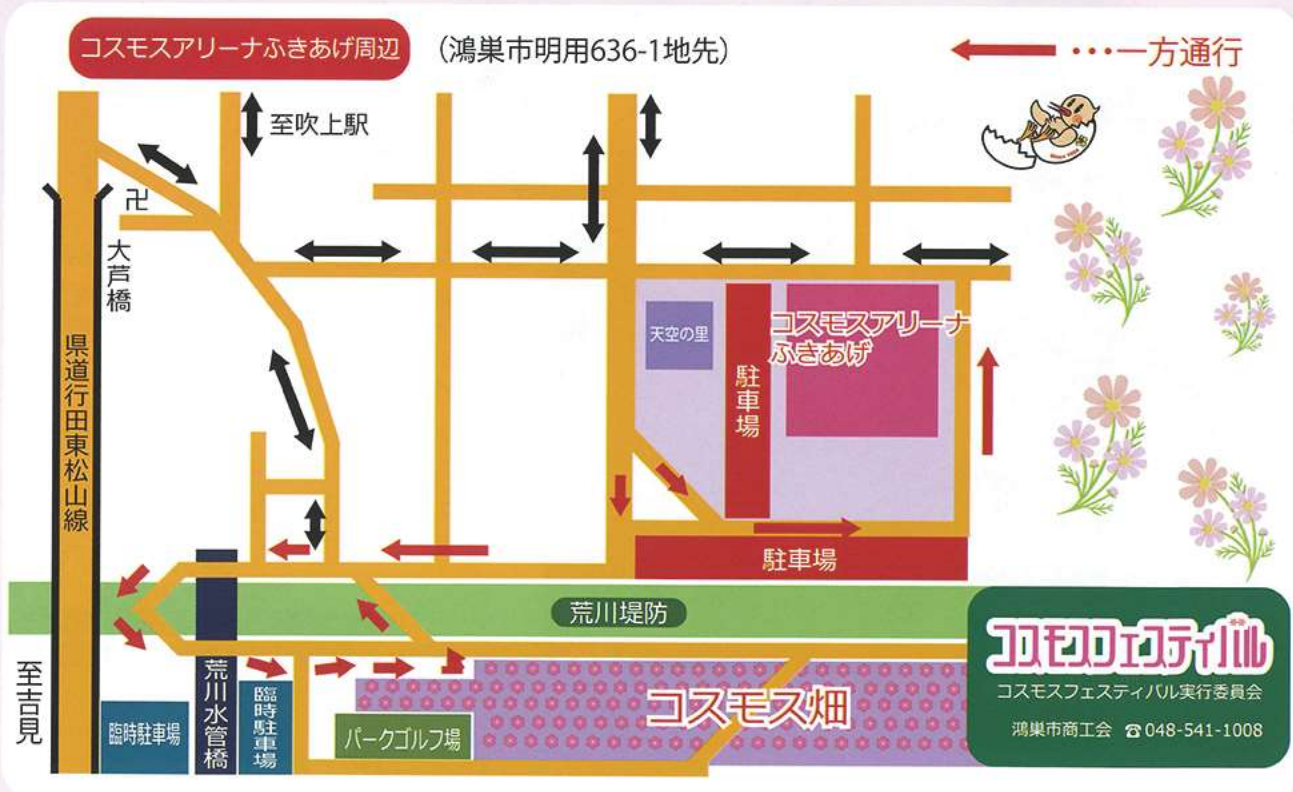 コスモスアリーナふきあげ周辺
（鴻巣市明用636-1地先）
･･･一方通行
至吹上駅
卍
大芦橋
県道行田東松山線
天空の里
駐車場
コスモスアリーナ
ふきあげ
駐車場
荒川堤防
至吉見
臨時駐車場
荒川水管橋
臨時駐車場
パークゴルフ場
コスモス畑
コスモスフェスティバル
コスモスフェスティバル実行委員会
鴻巣市商工会 ☎048-541-1008